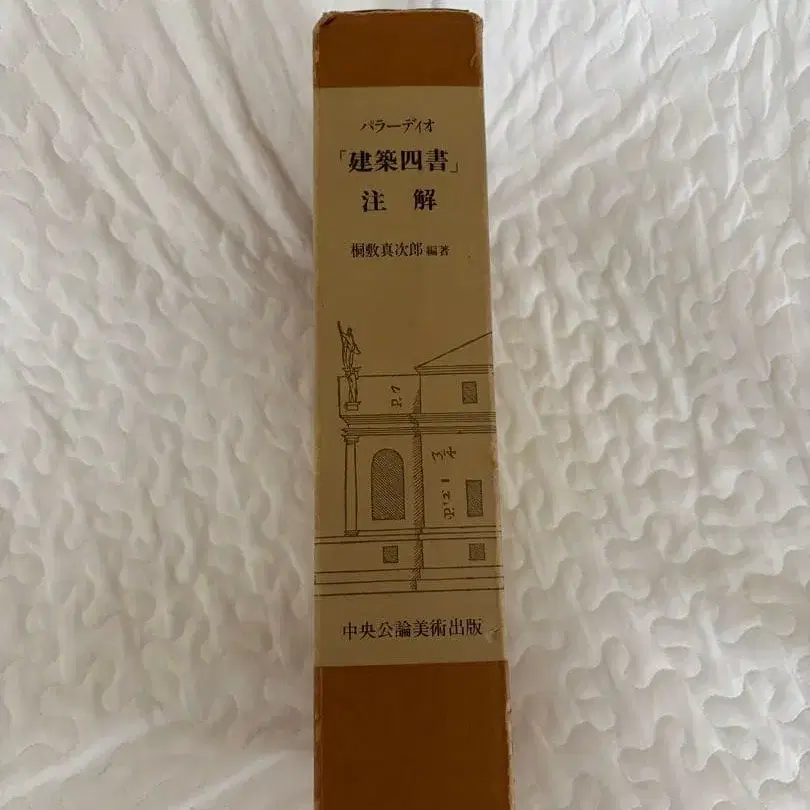 パラーディオ
「建築四書」
注解
桐敷真次郎 編著
中央公論美術出版